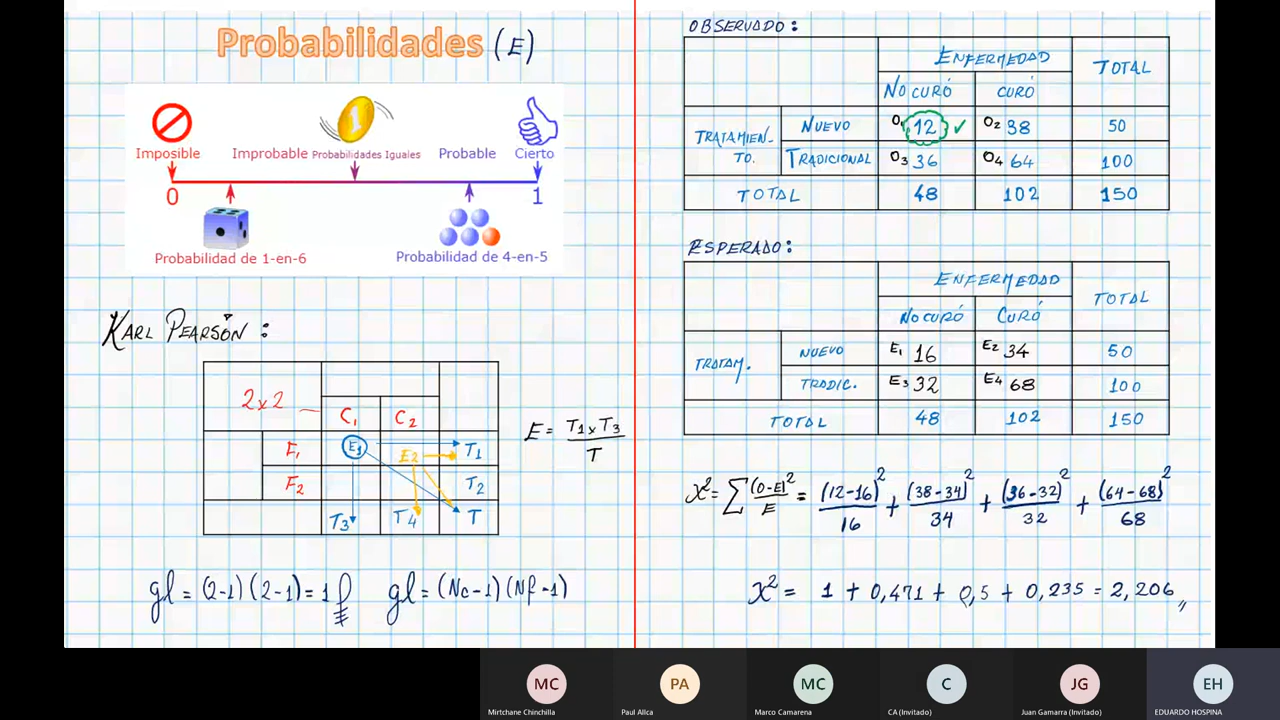 Probabilidades (E)
Imposible
Improbable
Probabilidades Iguales
Probable
Cierto
0
1
Probabilidad de 1-en-6
Probabilidad de 4-en-5
KARL PEARSON :
2x2
C₁ C₂
F₁ E₁ E₂ T₁
F₂ T₂
T₃ T₄ T
E = T₁ x T₃ / T
gl = (2-1)(2-1) = 1 gl = (Nc-1)(Nf-1)
OBSERVADO :
ENFERMEDAD TOTAL
NO CURÓ CURÓ
TRATAMIEN-TO. NUEVO O₁ 12 ✓ O₂ 38 50
TRADICIONAL O₃ 36 O₄ 64 100
TOTAL 48 102 150
ESPERADO :
ENFERMEDAD TOTAL
NO CURÓ CURÓ
TRATAM. NUEVO E₁ 16 E₂ 34 50
TRADIC. E₃ 32 E₄ 68 100
TOTAL 48 102 150
X² = ∑ (O-E)²/E = (12-16)²/16 + (38-34)²/34 + (36-32)²/32 + (64-68)²/68
X² = 1 + 0,471 + 0,5 + 0,235 = 2,206
MC PA MC C JG EH
Mirtchane Chinchilla Paul Allca Marco Camarena CA (Invitado) Juan Gamarra (Invitado) EDUARDO HOSPINA